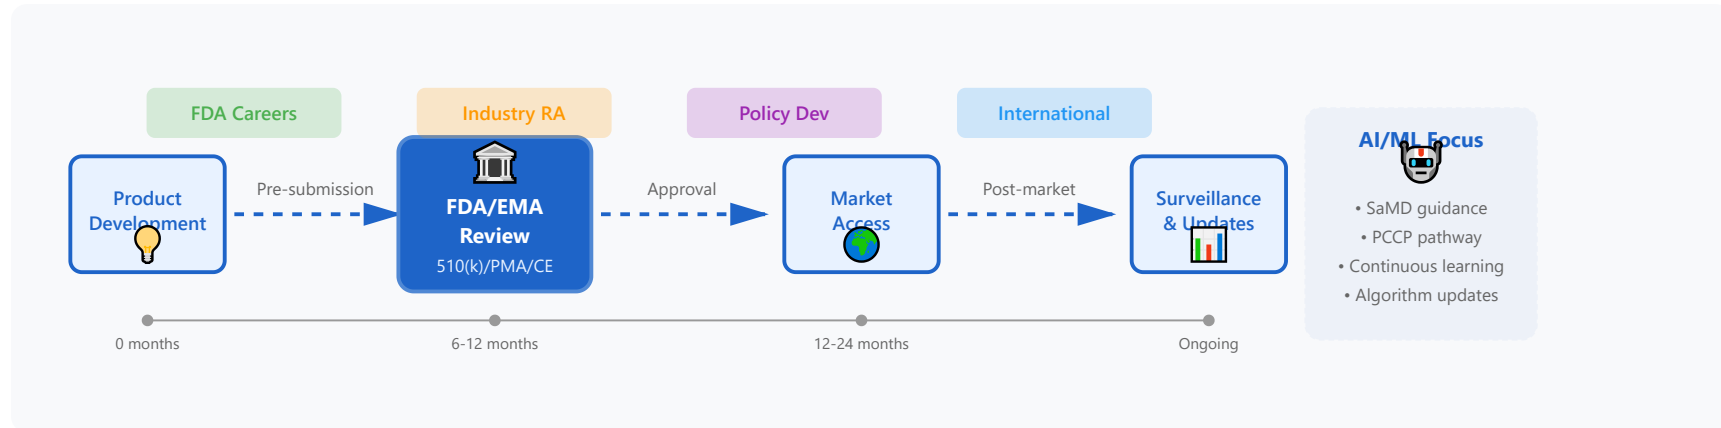 FDA Careers
Industry RA
Policy Dev
International
Product
Development
Pre-submission
FDA/EMA
Review
510(k)/PMA/CE
Approval
Market
Access
Post-market
Surveillance
& Updates
AI/ML Focus
• SaMD guidance
• PCCP pathway
• Continuous learning
• Algorithm updates
0 months
6-12 months
12-24 months
Ongoing